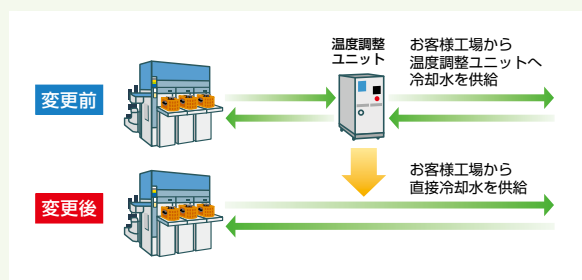 変更前
温度調整
ユニット
お客様工場から
温度調整ユニットへ
冷却水を供給
変更後
お客様工場から
直接冷却水を供給